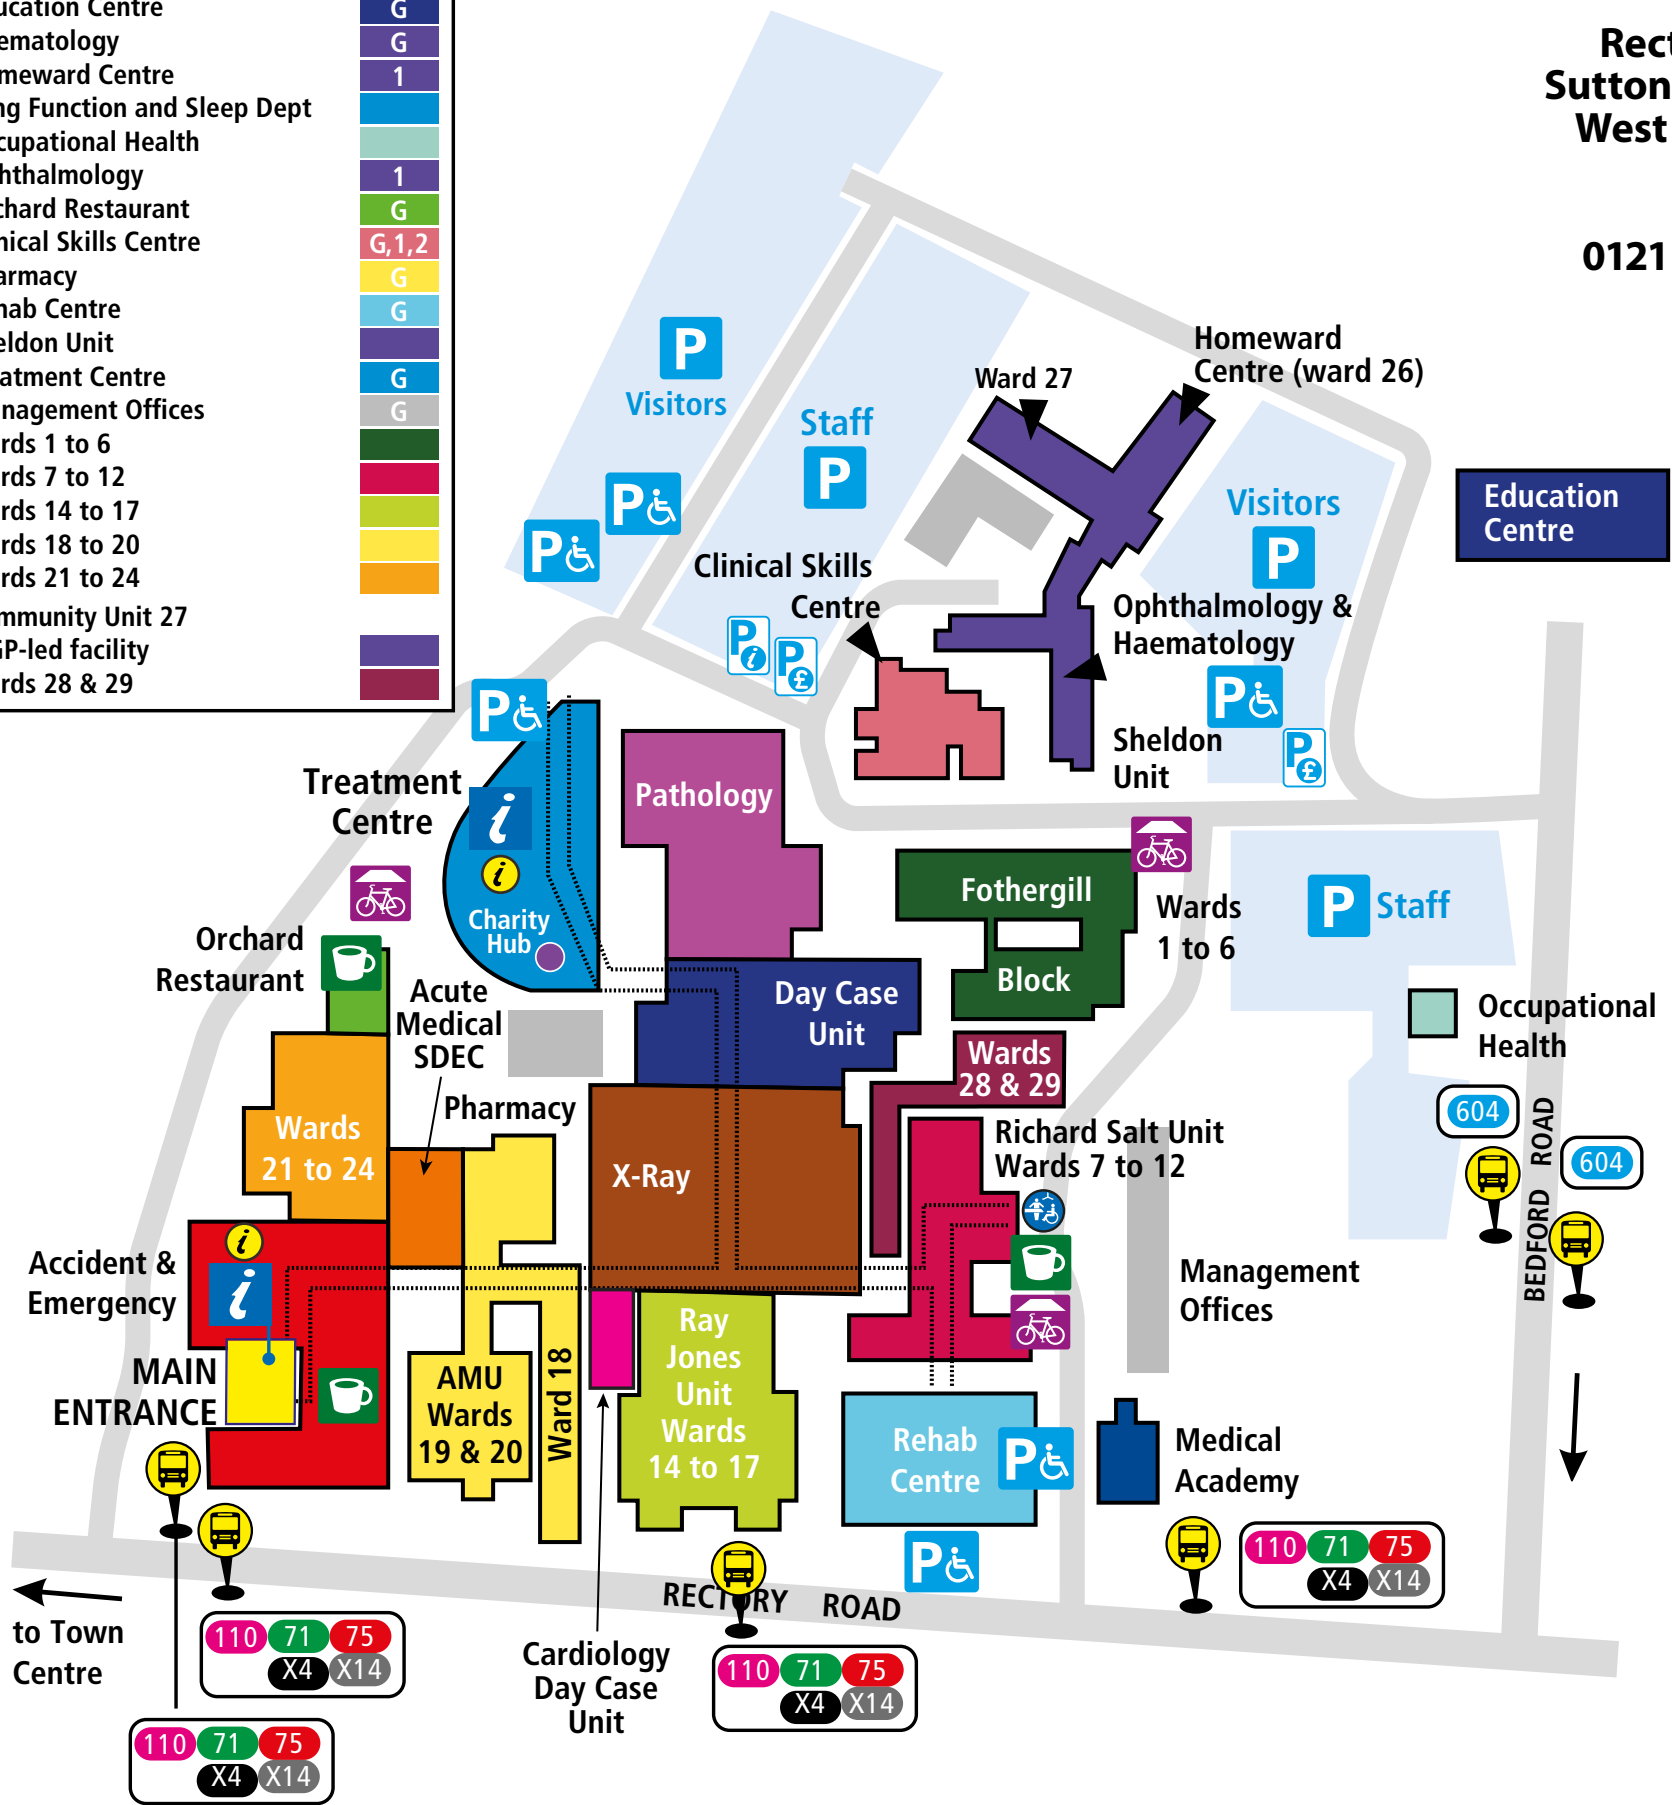 ucation Centre G
ematology G
meward Centre 1
ng Function and Sleep Dept
cupational Health
hthalmology 1
chard Restaurant G
nical Skills Centre G,1,2
armacy G
hab Centre G
eldon Unit
atment Centre G
nagement Offices G
rds 1 to 6
rds 7 to 12
rds 14 to 17
rds 18 to 20
rds 21 to 24
mmunity Unit 27
GP-led facility
rds 28 & 29
Rect
Sutton
West
0121
P
Visitors
Staff
P
P
P
Ward 27
Homeward
Centre (ward 26)
Visitors
P
Education
Centre
Clinical Skills
Centre
P i
P £
Ophthalmology &
Haematology
P
P £
Sheldon
Unit
P
Treatment
Centre
i
i
Charity
Hub
Pathology
Fothergill
Block
Wards
1 to 6
P Staff
Orchard
Restaurant
Acute
Medical
SDEC
Day Case
Unit
Occupational
Health
Wards
28 & 29
Pharmacy
Wards
21 to 24
X-Ray
Richard Salt Unit
Wards 7 to 12
604
604
BEDFORD ROAD
Accident &
Emergency
i
i
Management
Offices
MAIN
ENTRANCE
AMU
Wards
19 & 20
Ward 18
Ray
Jones
Unit
Wards
14 to 17
Rehab
Centre
P
P
Medical
Academy
110 71 75
X4 X14
RECTORY ROAD
to Town
Centre
110 71 75
X4 X14
Cardiology
Day Case
Unit
110 71 75
X4 X14
110 71 75
X4 X14